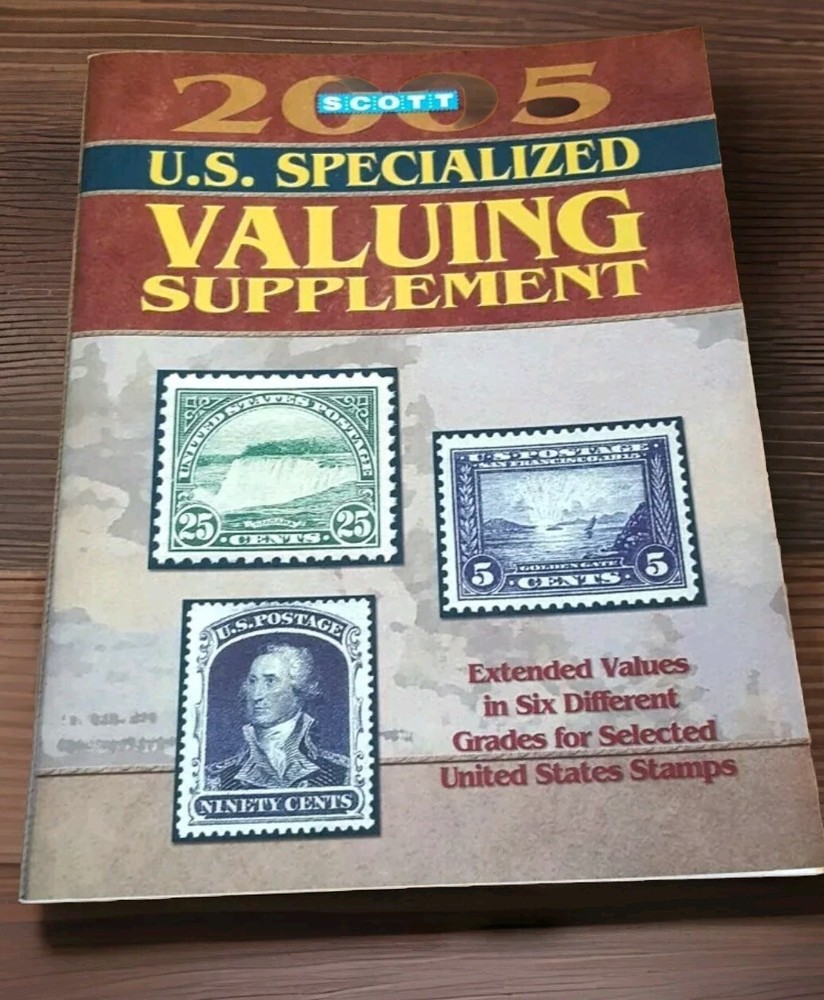 2005
SCOTT
U.S. SPECIALIZED
VALUING
SUPPLEMENT
UNITED STATES POSTAGE
NIAGARA
25 25
CENTS
U.S. POSTAGE
5 5
GOLDEN GATE
CENTS
U.S. POSTAGE
NINETY CENTS
Extended Values
in Six Different
Grades for Selected
United States Stamps